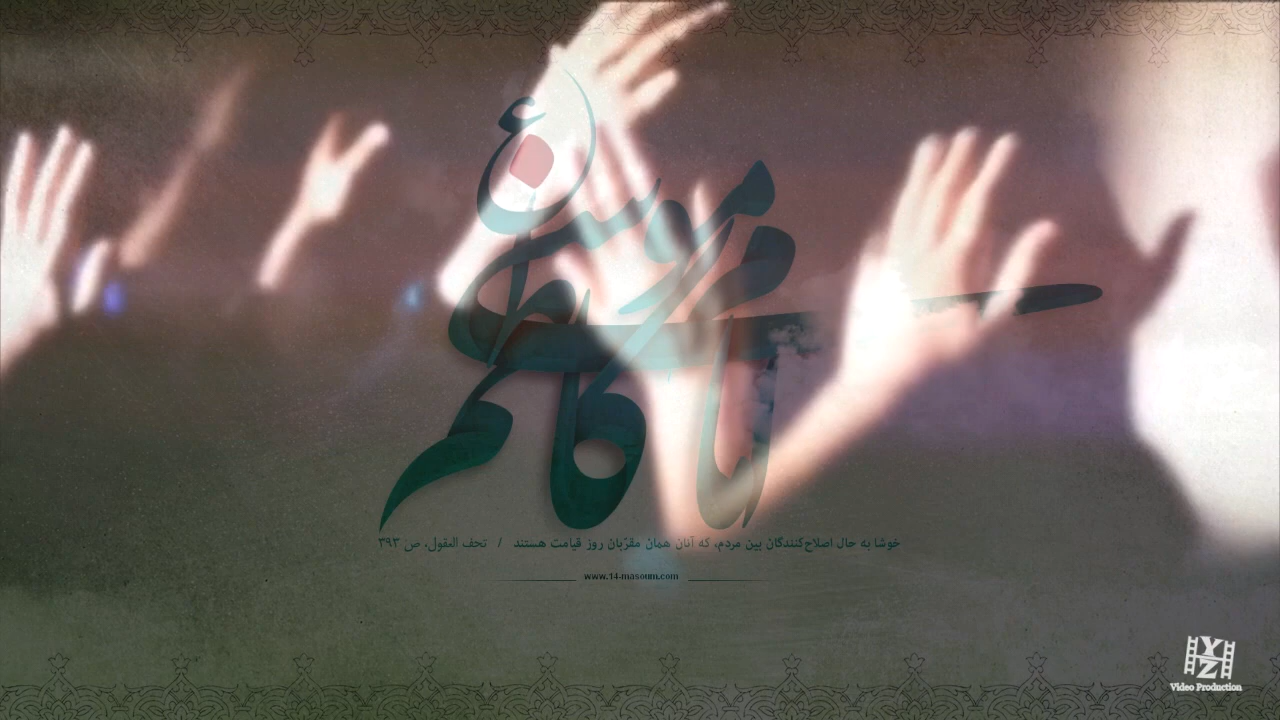 امام موسی کاظم ع
خوشا به حال اصلاح‌کنندگان بین مردم، که آنان همان مقرّبان روز قیامت هستند / تحف العقول، ص ۳۹۳
www.14-masoum.com
YZ
Video Production